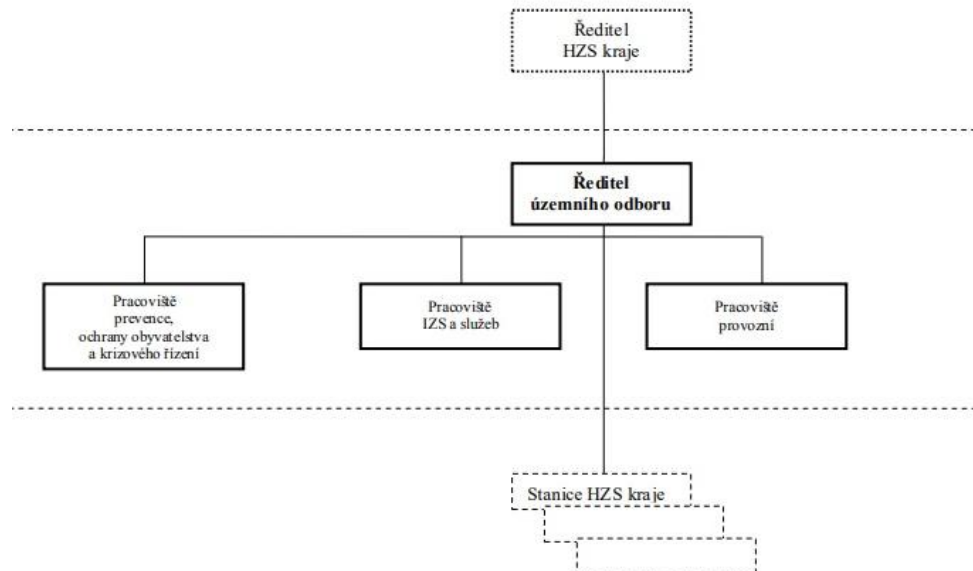 Ředitel
HZS kraje
Ředitel
územního odboru
Pracoviště
prevence,
ochrany obyvatelstva
a krizového řízení
Pracoviště
IZS a služeb
Pracoviště
provozní
Stanice HZS kraje